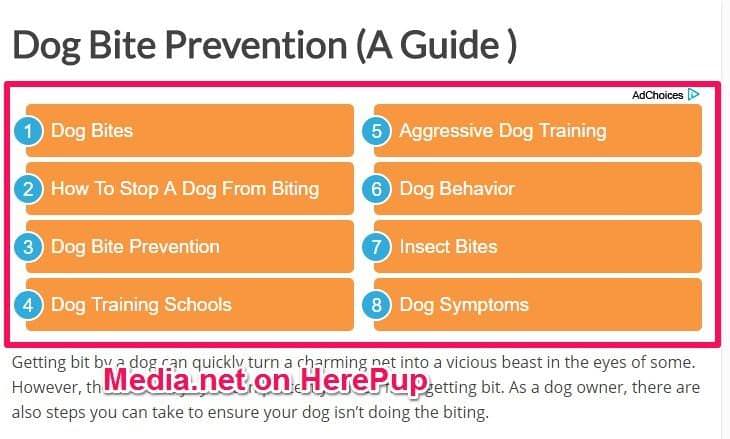 Dog Bite Prevention (A Guide )
AdChoices
1 Dog Bites
2 How To Stop A Dog From Biting
3 Dog Bite Prevention
4 Dog Training Schools
5 Aggressive Dog Training
6 Dog Behavior
7 Insect Bites
8 Dog Symptoms
Getting bit by a dog can quickly turn a charming pet into a vicious beast in the eyes of some.
However, getting bit. As a dog owner, there are
Media.net on HerePup
also steps you can take to ensure your dog isn’t doing the biting.